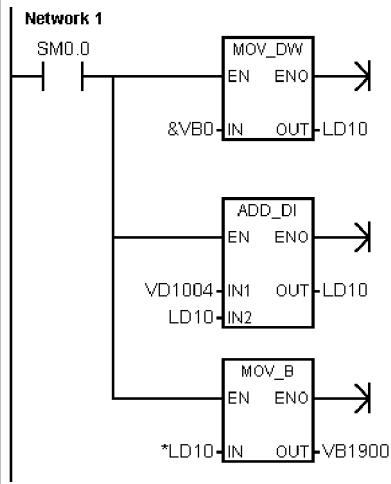 Network 1
SM0.0
MOV_DW
EN ENO
&VB0 IN OUT LD10
ADD_DI
EN ENO
VD1004 IN1 OUT LD10
LD10 IN2
MOV_B
EN ENO
*LD10 IN OUT VB1900